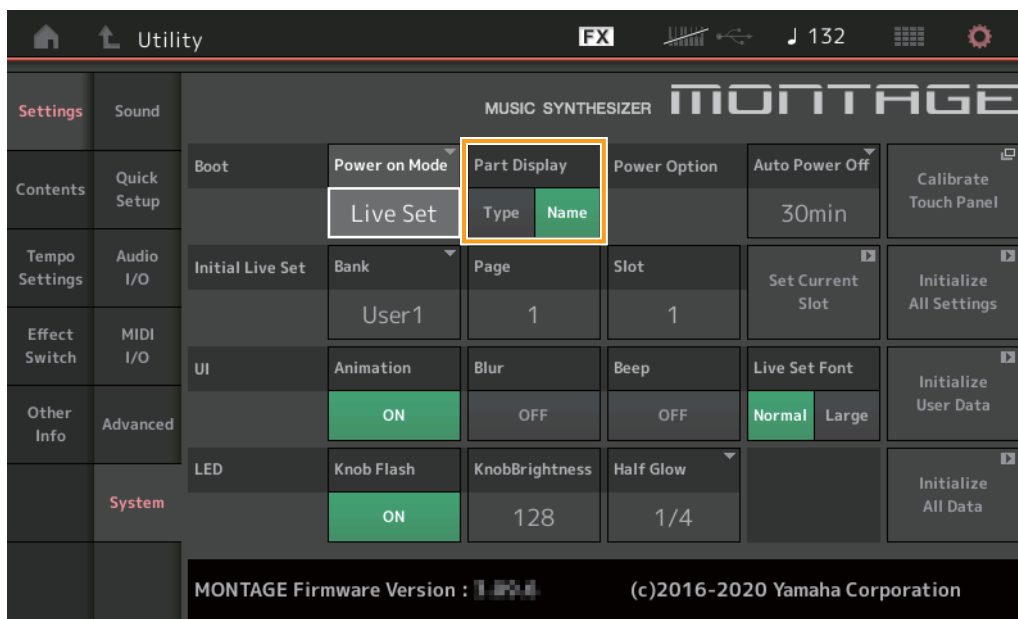 Utility FX 132
MUSIC SYNTHESIZER MONTAGE
Settings Sound
Boot Power on Mode Part Display Power Option Auto Power Off
Contents Quick Setup Calibrate Touch Panel
Live Set Type Name 30min
Tempo Settings Audio I/O Initial Live Set Bank Page Slot
Set Current Slot Initialize All Settings
User1 1 1
Effect Switch MIDI I/O
UI Animation Blur Beep Live Set Font
Initialize User Data
ON OFF OFF Normal Large
Other Info Advanced
LED Knob Flash KnobBrightness Half Glow
Initialize All Data
System ON 128 1/4
MONTAGE Firmware Version : (c)2016-2020 Yamaha Corporation